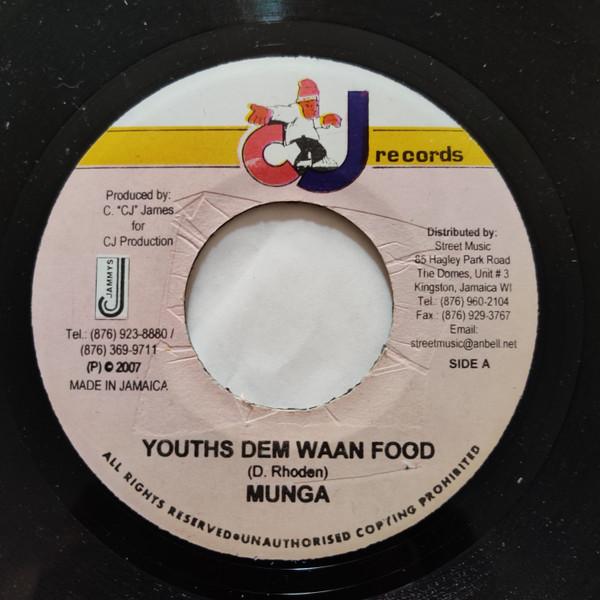 CJ records
Produced by:
C. "CJ" James
for
CJ Production
JAMMYS
Tel.: (876) 923-8880 /
(876) 369-9711
(P) © 2007
MADE IN JAMAICA
Distributed by:
Street Music
85 Hagley Park Road
The Domes, Unit # 3
Kingston, Jamaica WI
Tel.: (876) 960-2104
Fax : (876) 929-3767
Email:
streetmusic@anbell.net
SIDE A
YOUTHS DEM WAAN FOOD
(D. Rhoden)
MUNGA
ALL RIGHTS RESERVED●UNAUTHORISED COPYING PROHIBITED